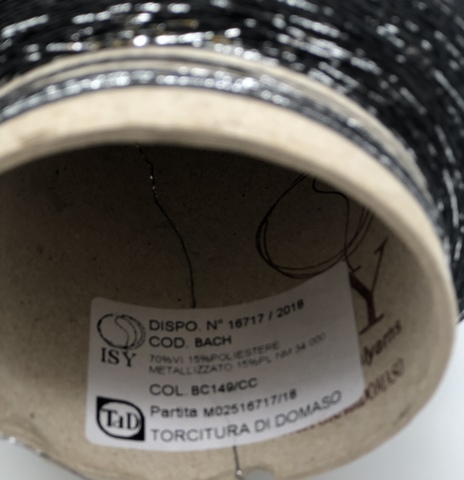 DISPO. N° 16717 / 2018
COD. BACH
70%VI 15%POLIESTERE
METALLIZZATO 15%PL NM 34.000
COL. BC149/CC
Partita M02516717/18
TORCITURA DI DOMASO
ISY
TdD